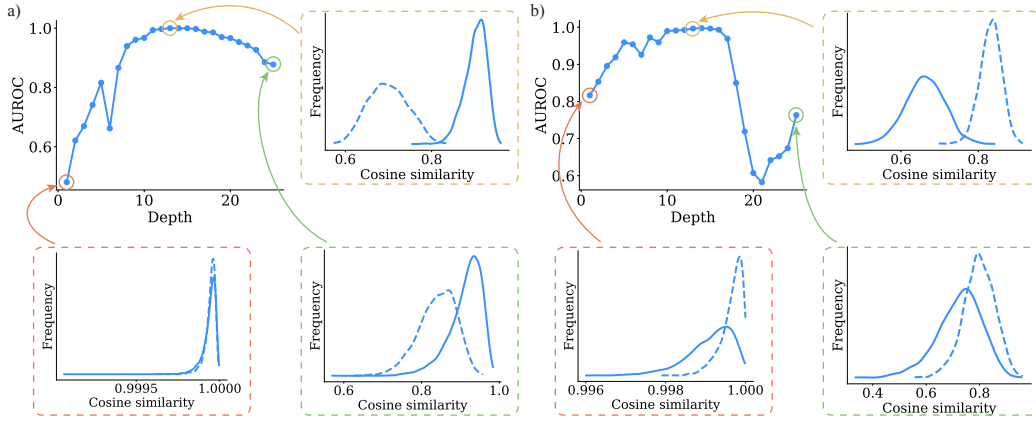 a)
1.0
0.8
0.6
AUROC
0
10
20
Depth
Frequency
0.6
0.8
Cosine similarity
Frequency
0.9995
1.0000
Cosine similarity
Frequency
0.6
0.8
1.0
Cosine similarity
b)
1.0
0.9
0.8
0.7
0.6
AUROC
0
10
20
Depth
Frequency
0.6
0.8
Cosine similarity
Frequency
0.996
0.998
1.000
Cosine similarity
Frequency
0.4
0.6
0.8
Cosine similarity